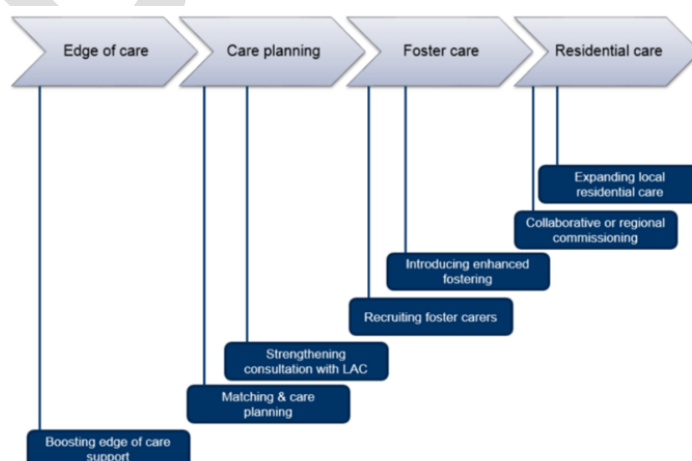 Edge of care
Care planning
Foster care
Residential care
Expanding local
residential care
Collaborative or regional
commissioning
Introducing enhanced
fostering
Recruiting foster carers
Strengthening
consultation with LAC
Matching & care
planning
Boosting edge of care
support